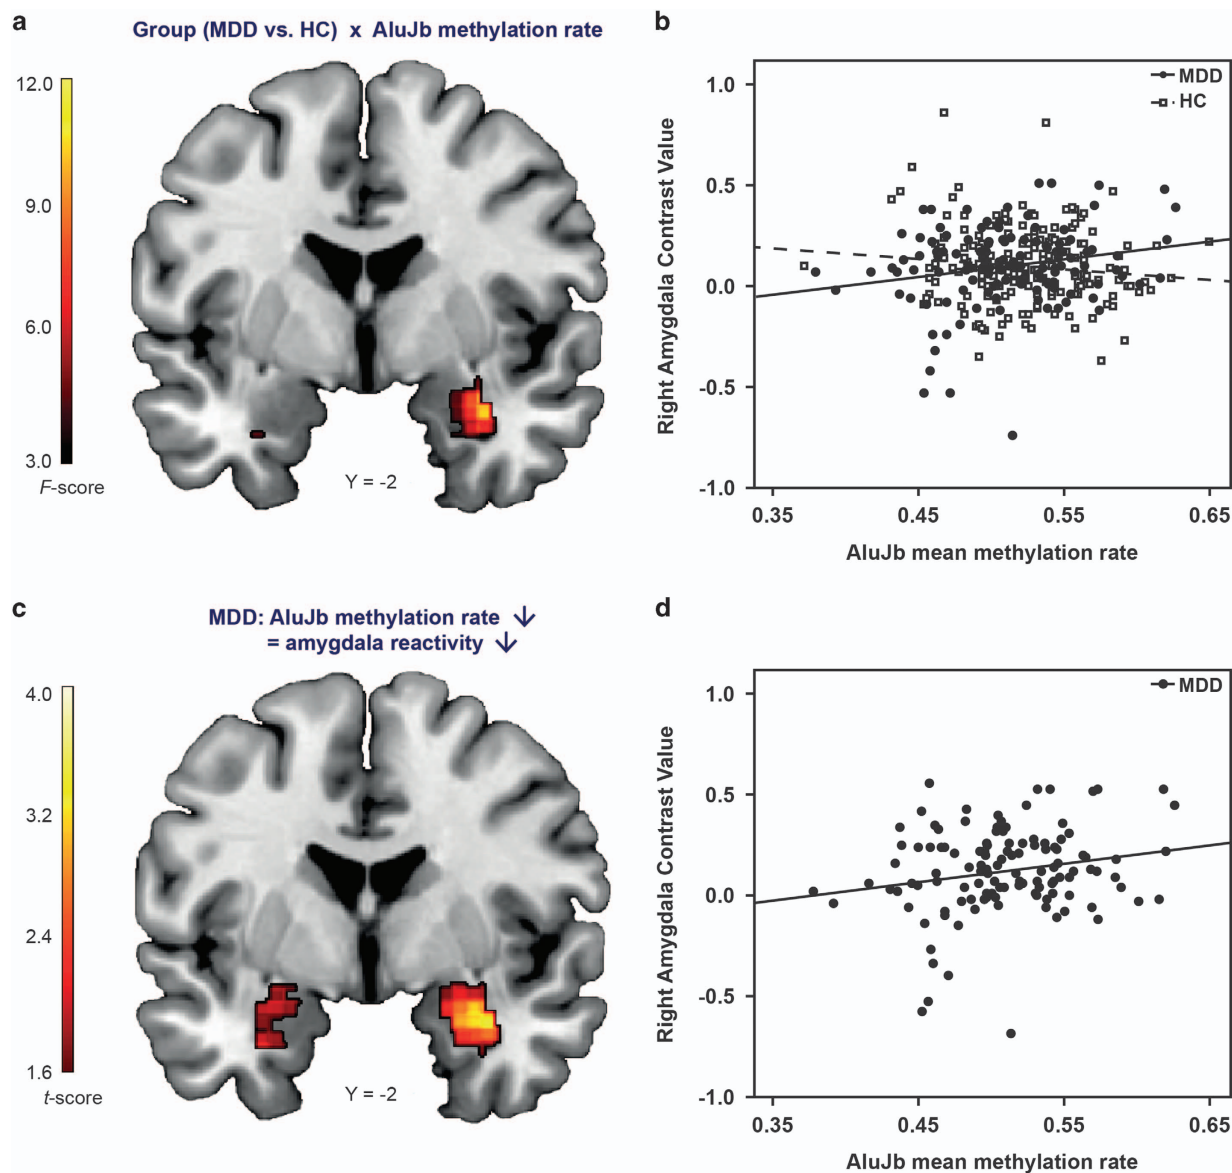 a
Group (MDD vs. HC) x AluJb methylation rate
12.0
9.0
6.0
3.0
F-score
Y = -2
b
MDD
HC
Right Amygdala Contrast Value
1.0
0.5
0.0
-0.5
-1.0
0.35 0.45 0.55 0.65
AluJb mean methylation rate
c
MDD: AluJb methylation rate ↓
= amygdala reactivity ↓
4.0
3.2
2.4
1.6
t-score
Y = -2
d
MDD
Right Amygdala Contrast Value
1.0
0.5
0.0
-0.5
-1.0
0.35 0.45 0.55 0.65
AluJb mean methylation rate